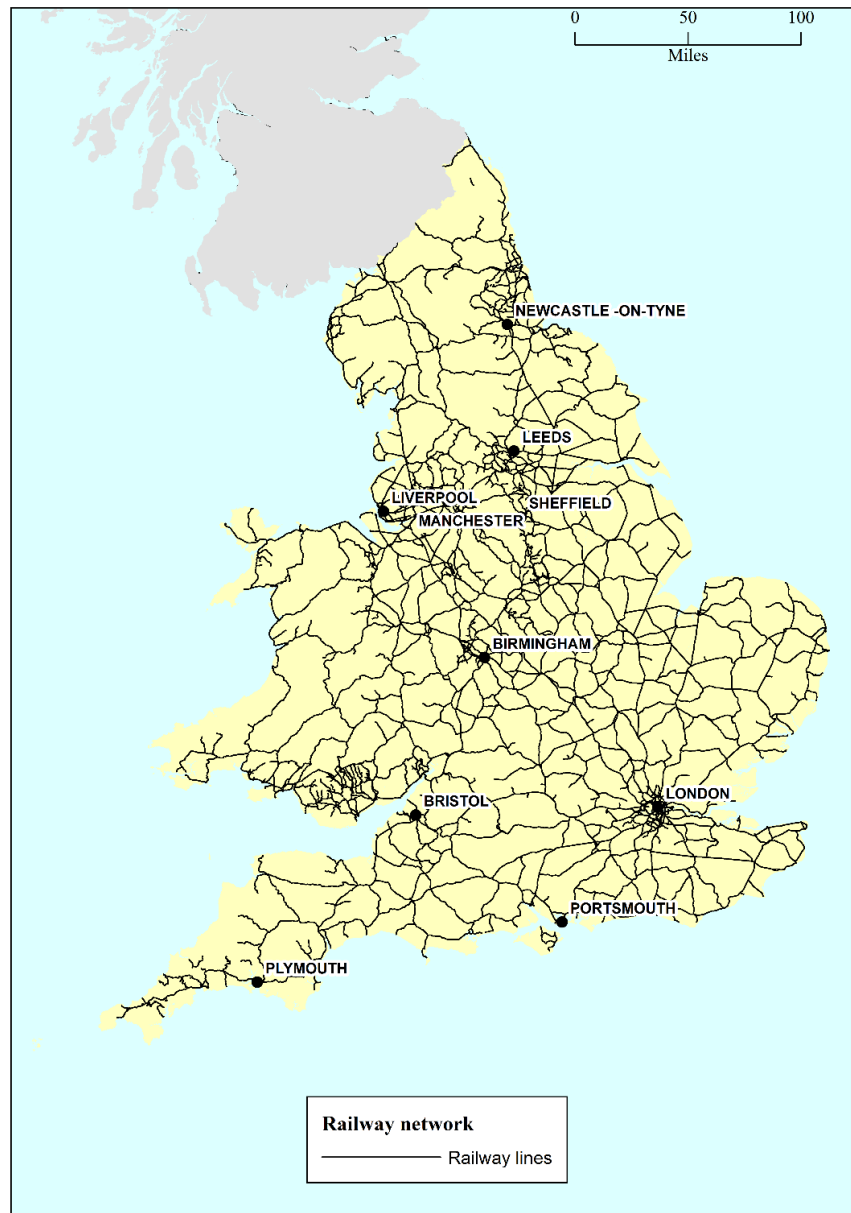 0 50 100
Miles
NEWCASTLE -ON-TYNE
LEEDS
LIVERPOOL
SHEFFIELD
MANCHESTER
BIRMINGHAM
LONDON
BRISTOL
PORTSMOUTH
PLYMOUTH
Railway network
Railway lines